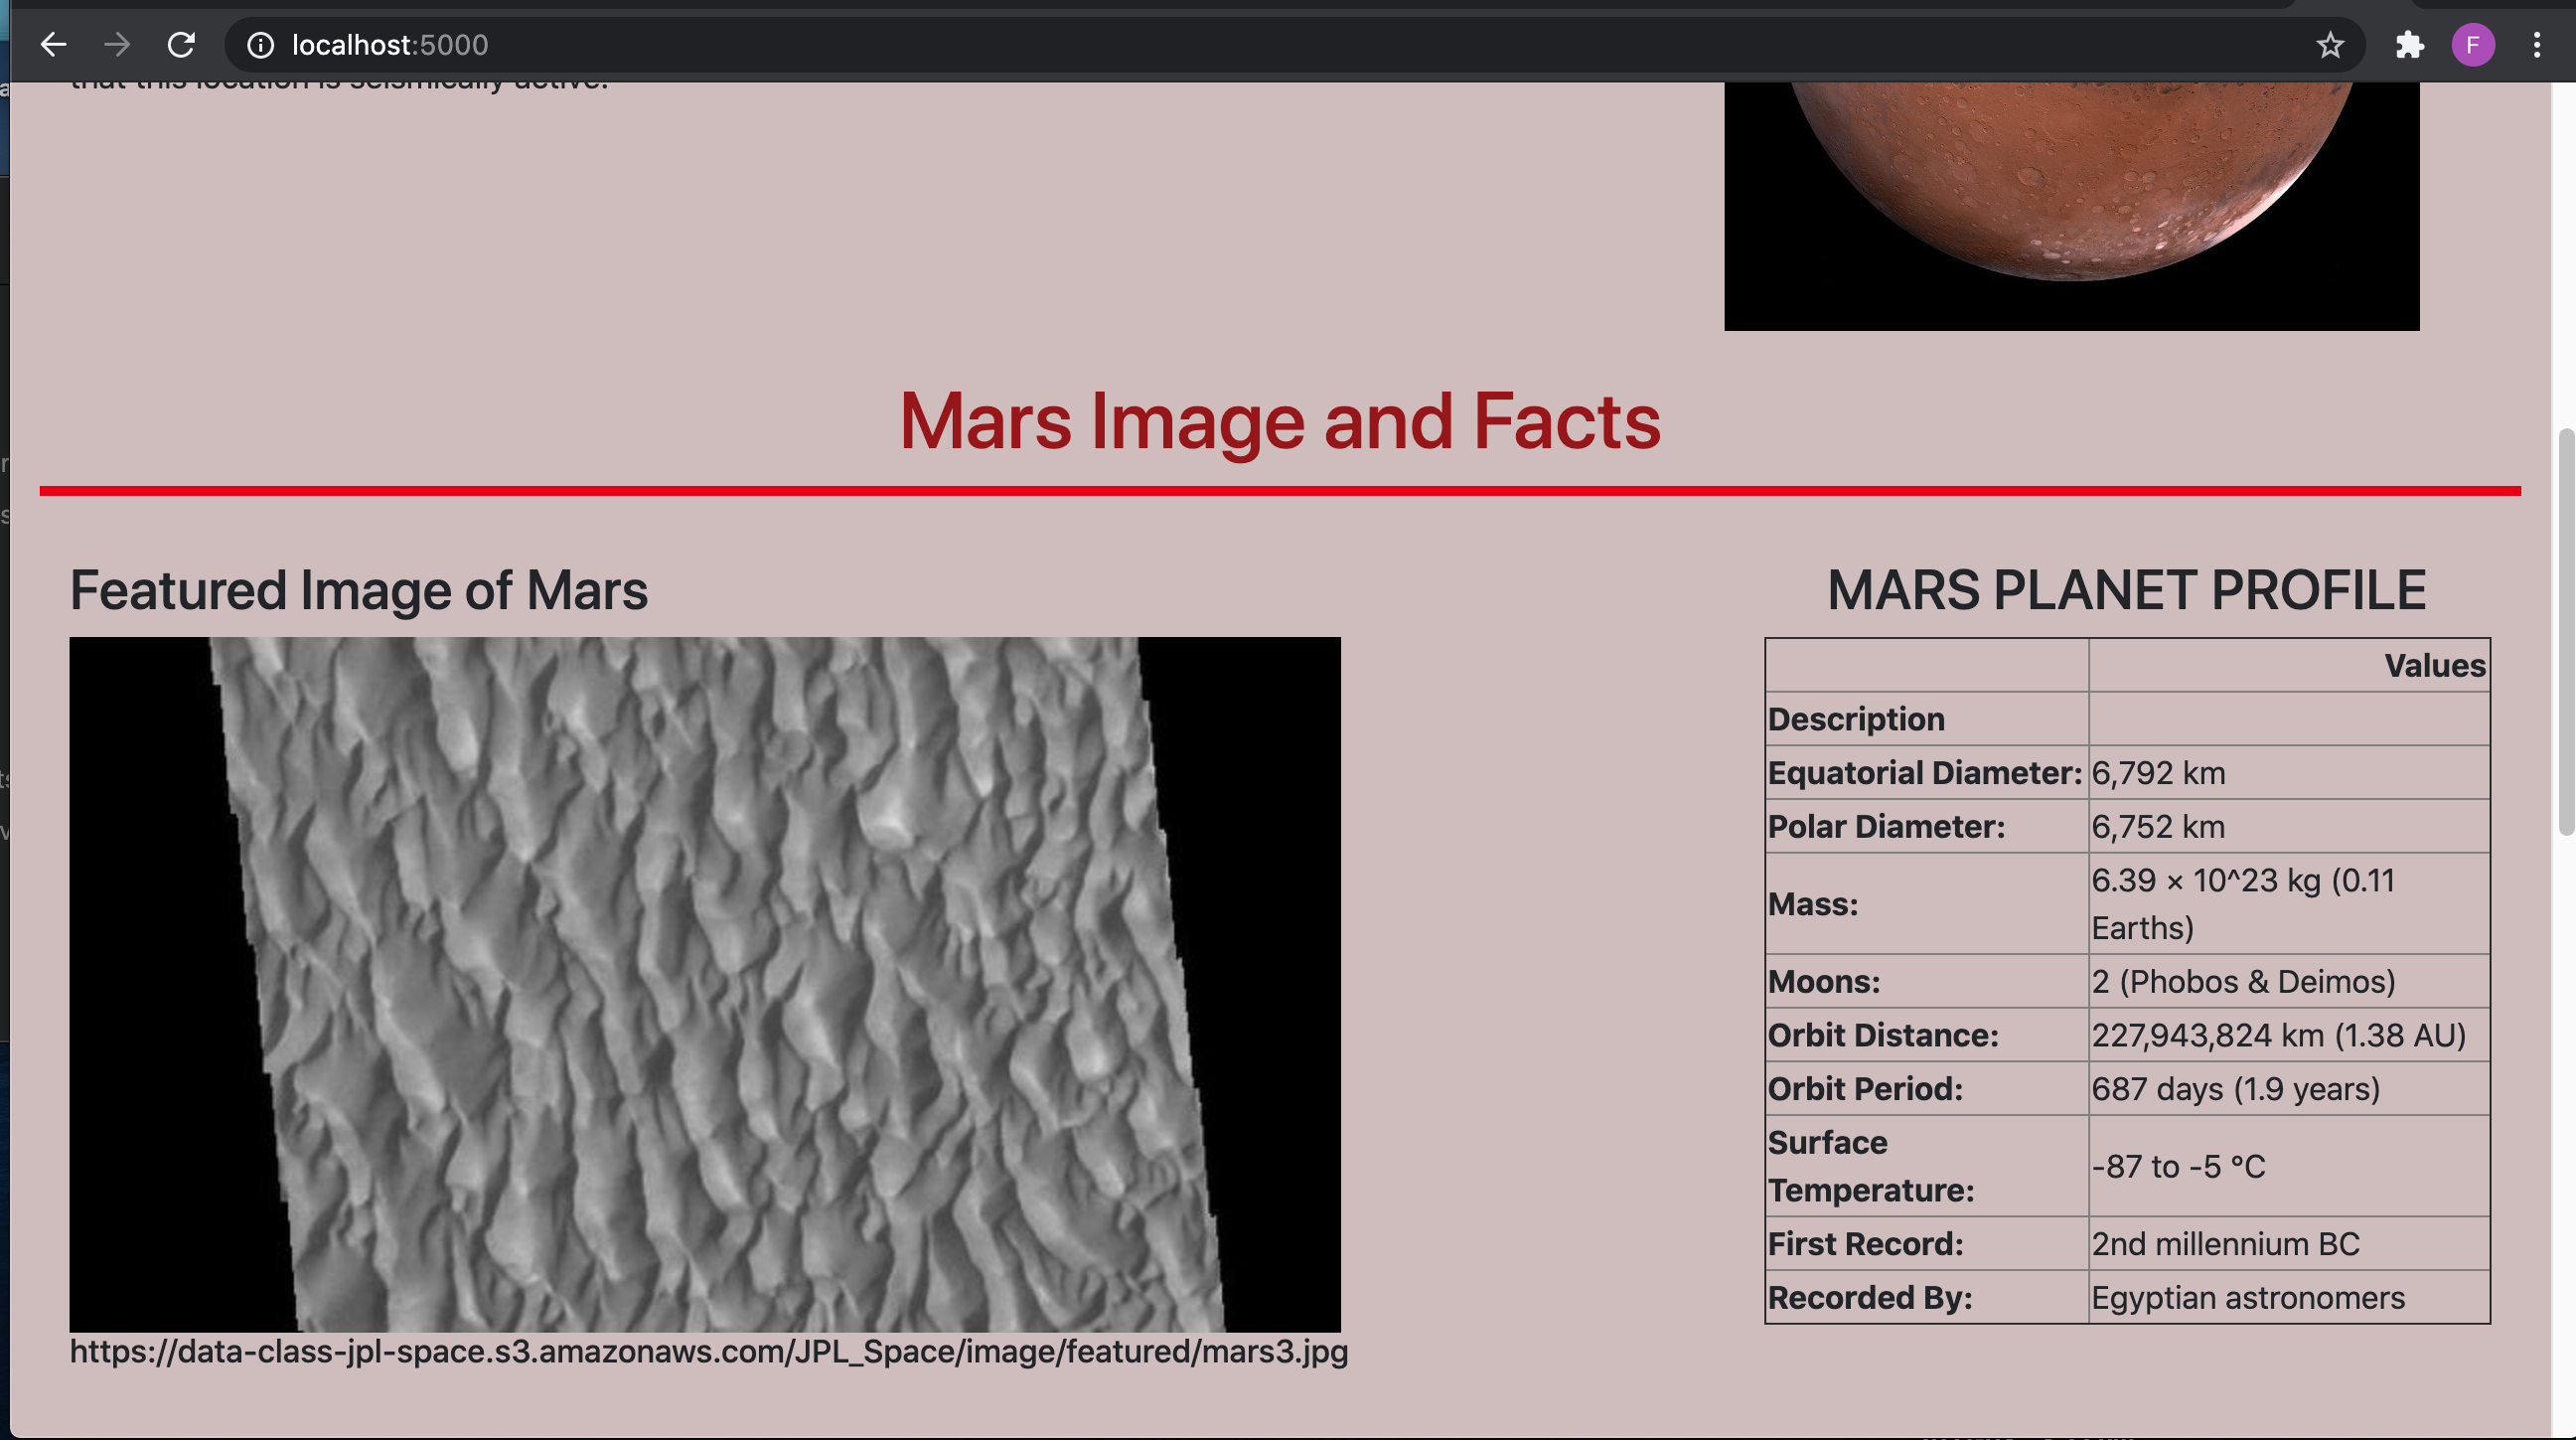 localhost:5000
F
that this location is seismically active.
Mars Image and Facts
Featured Image of Mars
https://data-class-jpl-space.s3.amazonaws.com/JPL_Space/image/featured/mars3.jpg
MARS PLANET PROFILE
Values
Description
Equatorial Diameter: 6,792 km
Polar Diameter: 6,752 km
Mass: 6.39 × 10^23 kg (0.11
Earths)
Moons: 2 (Phobos & Deimos)
Orbit Distance: 227,943,824 km (1.38 AU)
Orbit Period: 687 days (1.9 years)
Surface
Temperature: -87 to -5 °C
First Record: 2nd millennium BC
Recorded By: Egyptian astronomers